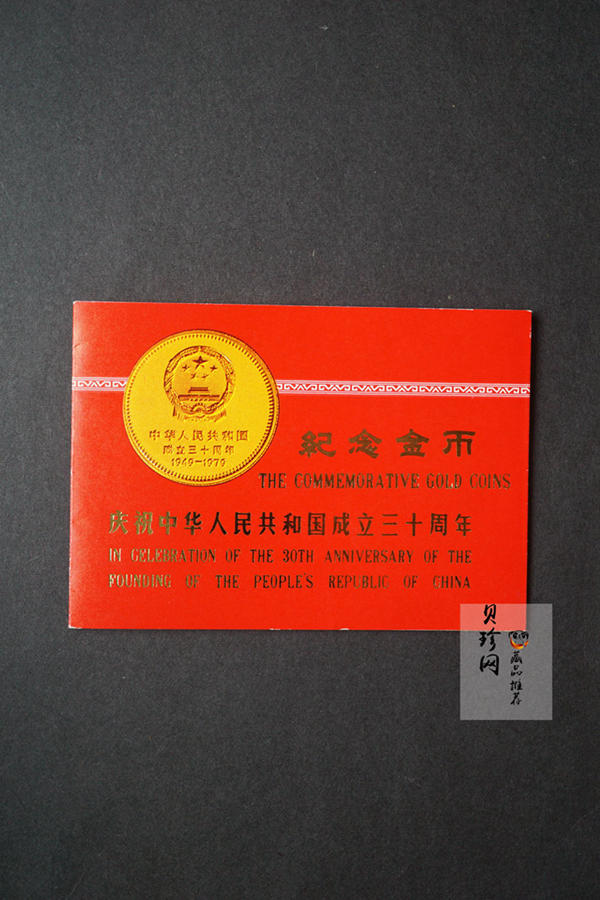 中华人民共和国
成立三十周年
1949-1979
紀念金币
THE COMMEMORATIVE GOLD COINS
庆祝中华人民共和国成立三十周年
IN CELEBRATION OF THE 30TH ANNIVERSARY OF THE
FOUNDING OF THE PEOPLE'S REPUBLIC OF CHINA
贝珍网
藏品推荐